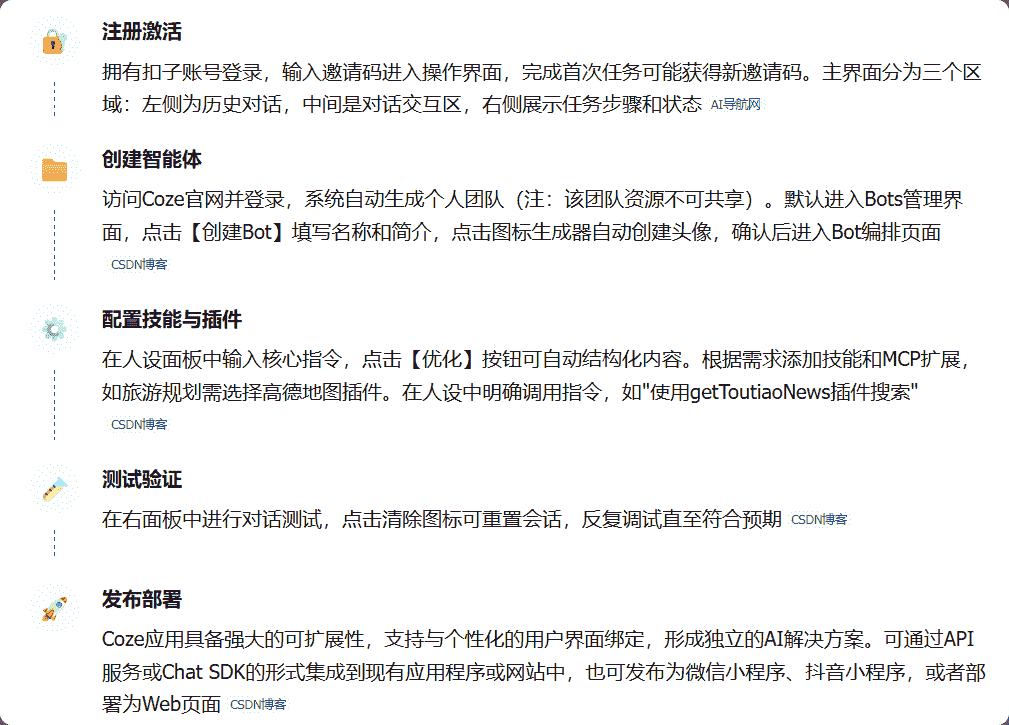 注册激活
拥有扣子账号登录，输入邀请码进入操作界面，完成首次任务可能获得新邀请码。主界面分为三个区
域：左侧为历史对话，中间是对话交互区，右侧展示任务步骤和状态 AI导航网
创建智能体
访问Coze官网并登录，系统自动生成个人团队（注：该团队资源不可共享）。默认进入Bots管理界
面，点击【创建Bot】填写名称和简介，点击图标生成器自动创建头像，确认后进入Bot编排页面
CSDN博客
配置技能与插件
在人设面板中输入核心指令，点击【优化】按钮可自动结构化内容。根据需求添加技能和MCP扩展，
如旅游规划需选择高德地图插件。在人设中明确调用指令，如"使用getToutiaoNews插件搜索"
CSDN博客
测试验证
在右面板中进行对话测试，点击清除图标可重置会话，反复调试直至符合预期 CSDN博客
发布部署
Coze应用具备强大的可扩展性，支持与个性化的用户界面绑定，形成独立的AI解决方案。可通过API
服务或Chat SDK的形式集成到现有应用程序或网站中，也可发布为微信小程序、抖音小程序，或者部
署为Web页面 CSDN博客